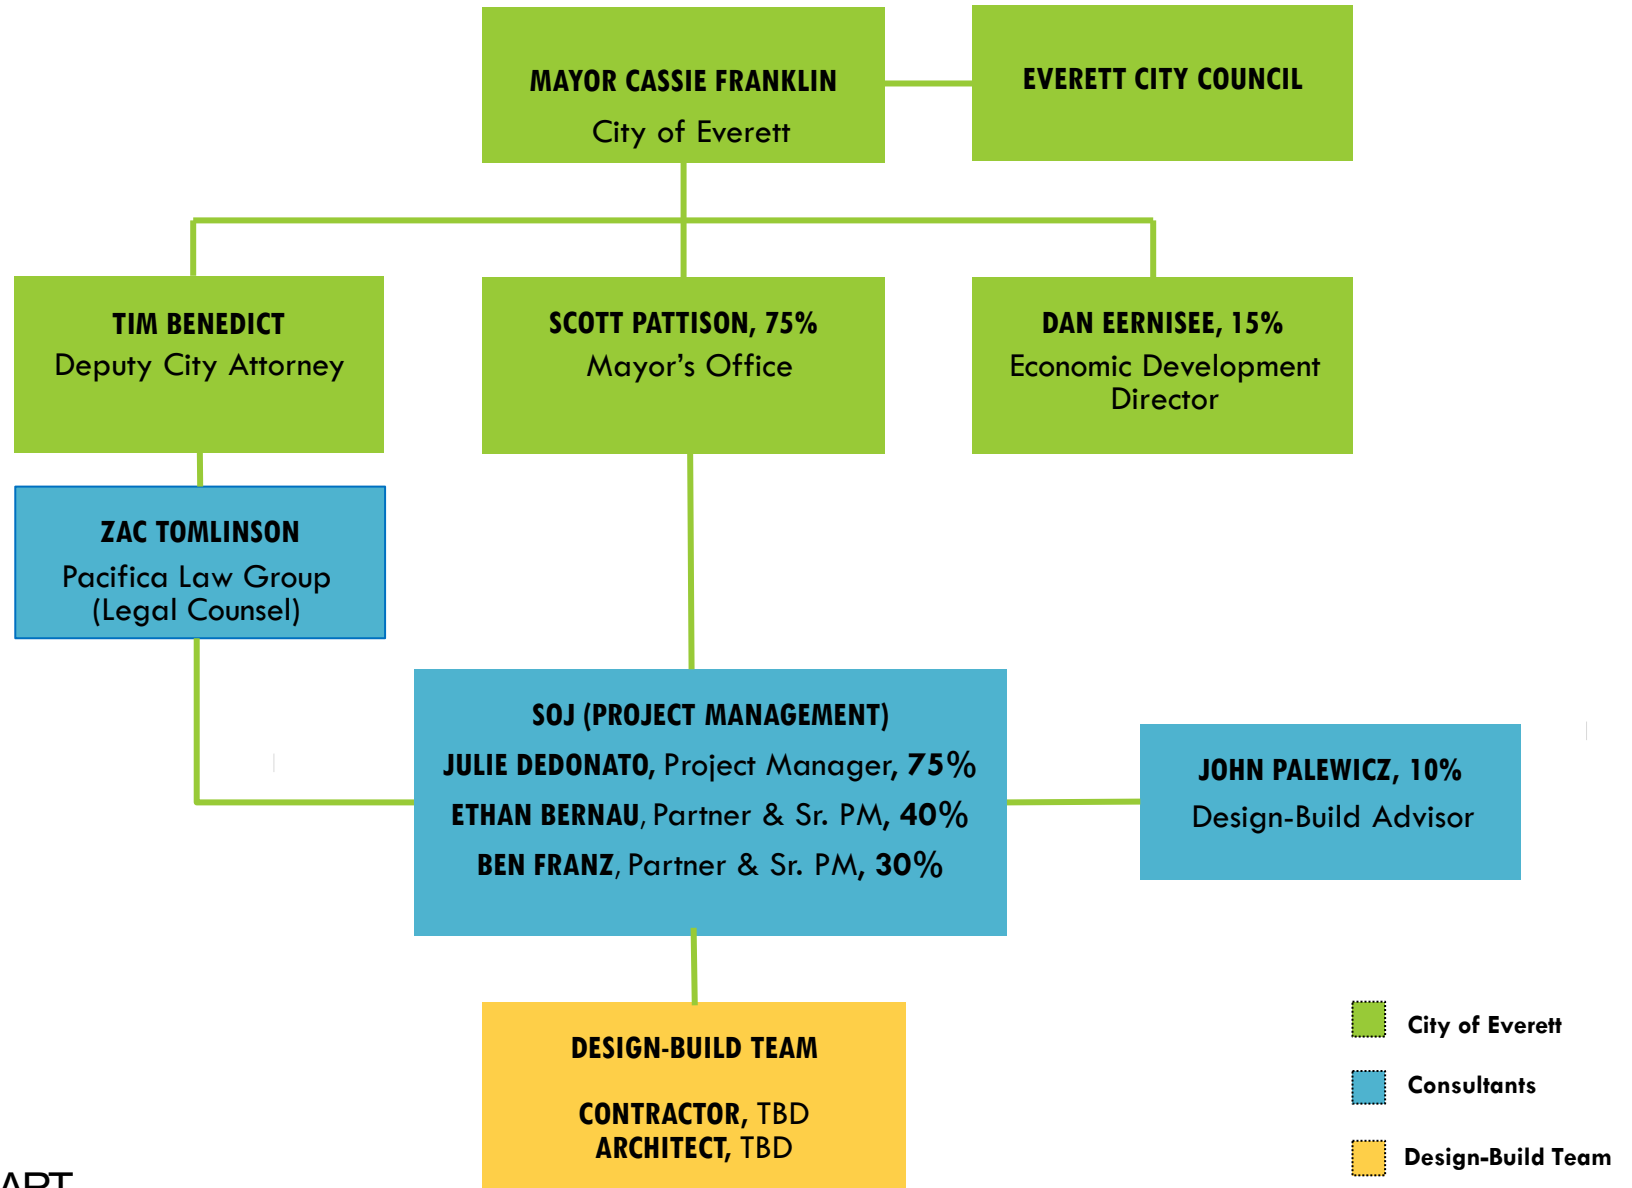 MAYOR CASSIE FRANKLIN
City of Everett
EVERETT CITY COUNCIL
TIM BENEDICT
Deputy City Attorney
SCOTT PATTISON, 75%
Mayor's Office
DAN EERNISEE, 15%
Economic Development
Director
ZAC TOMLINSON
Pacifica Law Group
(Legal Counsel)
SOJ (PROJECT MANAGEMENT)
JULIE DEDONATO, Project Manager, 75%
ETHAN BERNAU, Partner & Sr. PM, 40%
BEN FRANZ, Partner & Sr. PM, 30%
JOHN PALEWICZ, 10%
Design-Build Advisor
DESIGN-BUILD TEAM
CONTRACTOR, TBD
ARCHITECT, TBD
City of Everett
Consultants
Design-Build Team